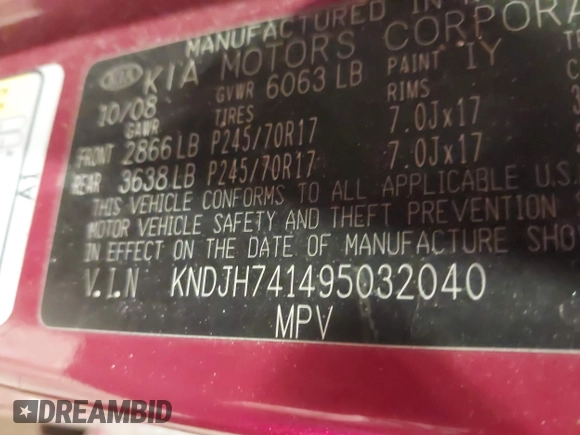 MANUFACTURED IN
KIA KIA MOTORS CORPORA
10/08 GVWR 6063 LB PAINT IY
GAWR TIRES RIMS
FRONT 2866 LB P245/70R17 7.0Jx17
REAR 3638 LB P245/70R17 7.0Jx17
THIS VEHICLE CONFORMS TO ALL APPLICABLE U.S.
MOTOR VEHICLE SAFETY AND THEFT PREVENTION
IN EFFECT ON THE DATE OF MANUFACTURE SHO
V.I.N KNDJH741495032040
MPV
DREAMBID